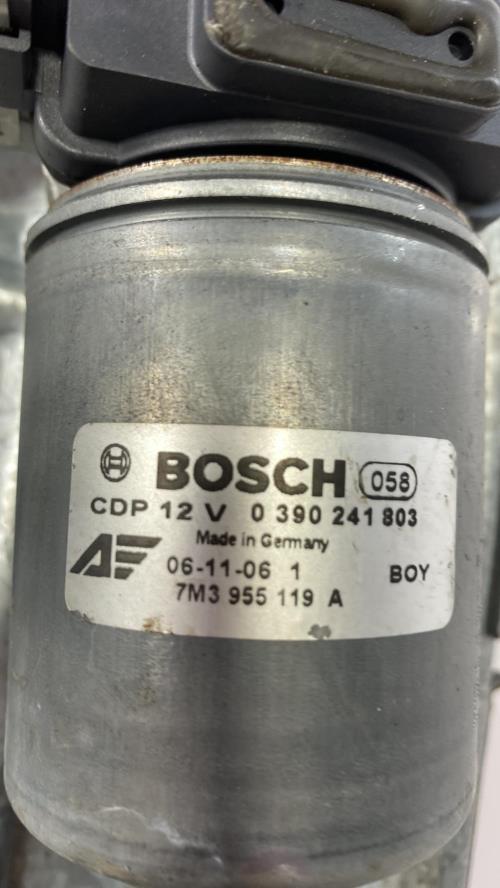 BOSCH 058
CDP 12 V 0 390 241 803
Made in Germany
06-11-06 1 BOY
7M3 955 119 A